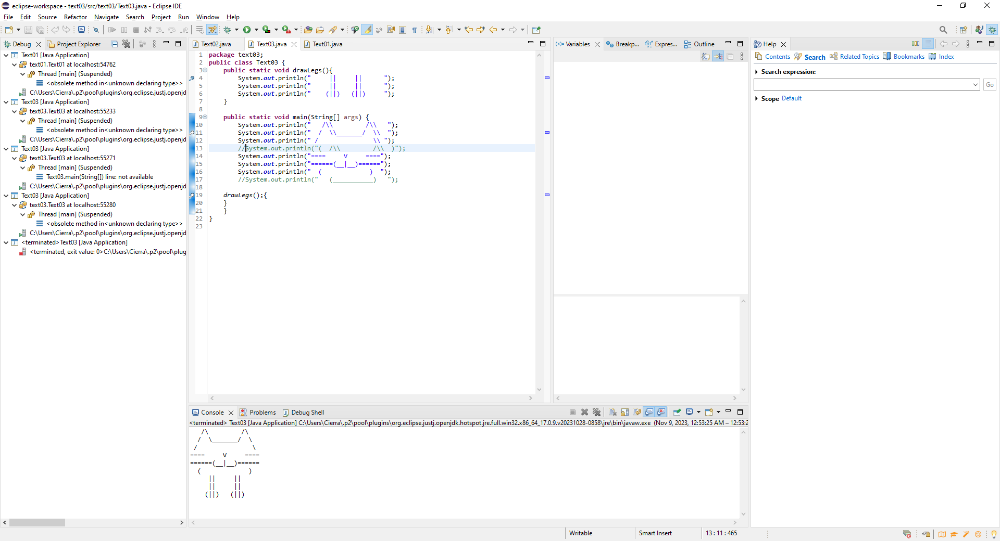 eclipse-workspace - text03/src/text03/Text03.java - Eclipse IDE
File Edit Source Refactor Navigate Search Project Run Window Help
Debug Project Explorer
Text01 [Java Application]
text01.Text01 at localhost:54762
Thread [main] (Suspended)
<obsolete method in<unknown declaring type>>
C:\Users\Cierra\.p2\pool\plugins\org.eclipse.justj.openjd
Text03 [Java Application]
text03.Text03 at localhost:55233
Thread [main] (Suspended)
<obsolete method in<unknown declaring type>>
C:\Users\Cierra\.p2\pool\plugins\org.eclipse.justj.openjd
Text03 [Java Application]
text03.Text03 at localhost:55271
Thread [main] (Suspended)
Text03.main(String[]) line: not available
C:\Users\Cierra\.p2\pool\plugins\org.eclipse.justj.openjd
Text03 [Java Application]
text03.Text03 at localhost:55280
Thread [main] (Suspended)
<obsolete method in<unknown declaring type>>
C:\Users\Cierra\.p2\pool\plugins\org.eclipse.justj.openjd
<terminated>Text03 [Java Application]
<terminated, exit value: 0>C:\Users\Cierra\.p2\pool\plug
Text02.java Text03.java Text01.java
1 package text03;
2 public class Text03 {
3     public static void drawLegs(){
4         System.out.println("     ||     ||      ");
5         System.out.println("     ||     ||      ");
6         System.out.println("    (||)   (||)     ");
7     }
8
9     public static void main(String[] args) {
10         System.out.println("   /\\         /\\   ");
11         System.out.println("  /  \\_______/  \\  ");
12         System.out.println(" /               \\ ");
13         //System.out.println("(  /\\         /\\  )");
14         System.out.println("====     V     ====");
15         System.out.println("======(__|__)======");
16         System.out.println("  (             )  ");
17         //System.out.println("   (___________)   ");
18
19     drawLegs();{
20     }
21     }
22 }
23
(x)= Variables Breakp... Expres... Outline
Help
Contents Search Related Topics Bookmarks Index
Search expression:
Go
Scope Default
Console Problems Debug Shell
<terminated> Text03 [Java Application] C:\Users\Cierra\.p2\pool\plugins\org.eclipse.justj.openjdk.hotspot.jre.full.win32.x86_64_17.0.9.v20231028-0858\jre\bin\javaw.exe (Nov 9, 2023, 12:53:25 AM – 12:53:2
   /\         /\
  /  \_______/  \
 /               \
====     V     ====
======(__|__)======
  (             )
     ||     ||
     ||     ||
    (||)   (||)
Writable Smart Insert 13 : 11 : 465